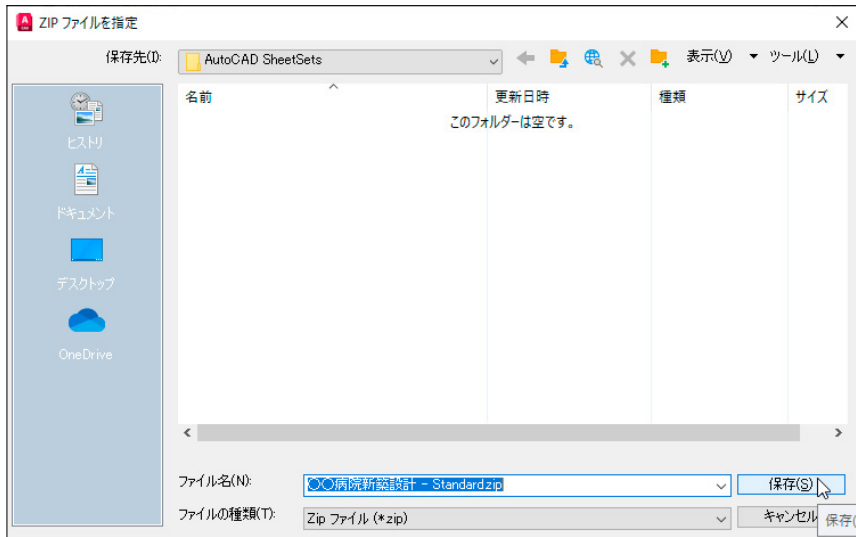 ZIP ファイルを指定
保存先(I): AutoCAD SheetSets 表示(V) ツール(L)
名前 更新日時 種類 サイズ
このフォルダーは空です。
ヒストリ
ドキュメント
デスクトップ
OneDrive
ファイル名(N): 〇〇病院新築設計 - Standard.zip 保存(S)
ファイルの種類(T): Zip ファイル (*.zip) キャンセル 保存(